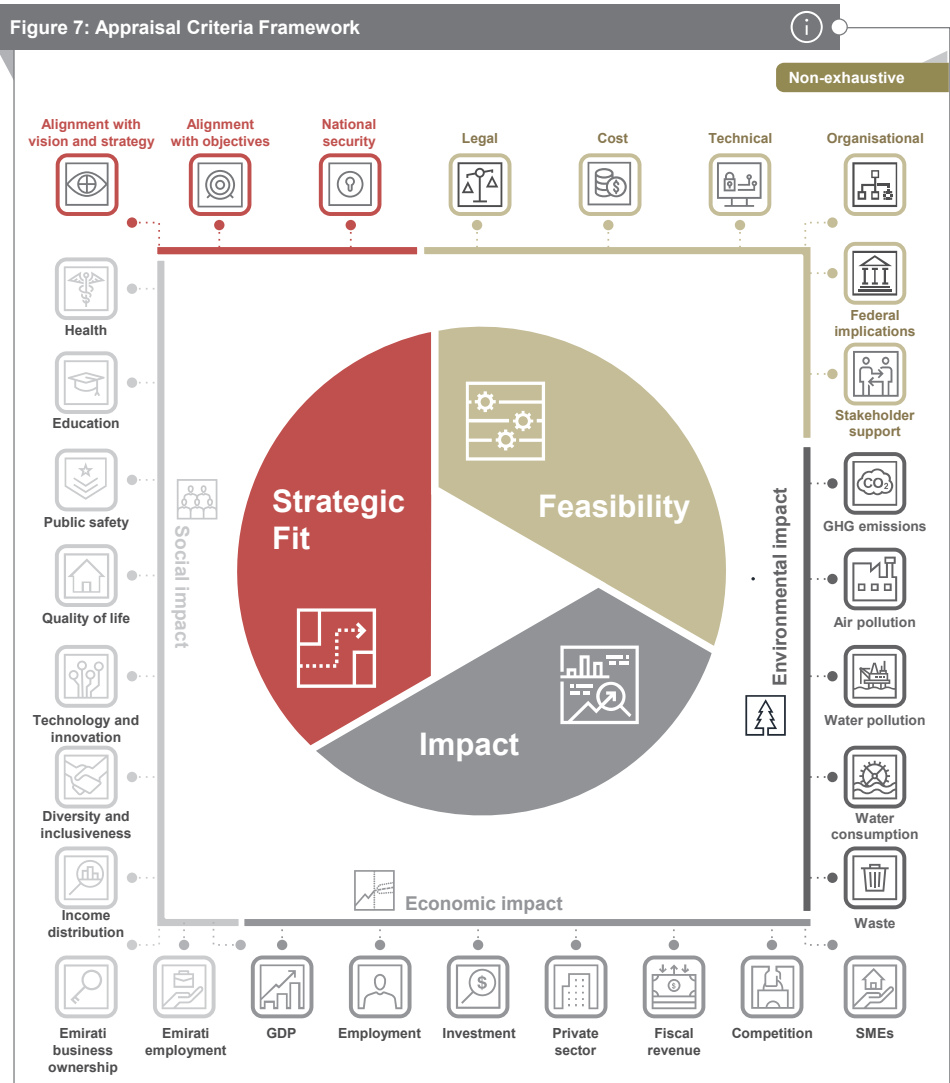 Figure 7: Appraisal Criteria Framework
i
Non-exhaustive
Alignment with
vision and strategy
Alignment
with objectives
National
security
Legal
Cost
Technical
Organisational
Health
Education
Public safety
Quality of life
Technology and
innovation
Diversity and
inclusiveness
Income
distribution
Social impact
Strategic
Fit
Feasibility
Impact
Environmental impact
Economic impact
Federal
implications
Stakeholder
support
CO2
GHG emissions
Air pollution
Water pollution
Water
consumption
Waste
$
$
$
Emirati
business
ownership
Emirati
employment
GDP
Employment
Investment
Private
sector
Fiscal
revenue
Competition
SMEs